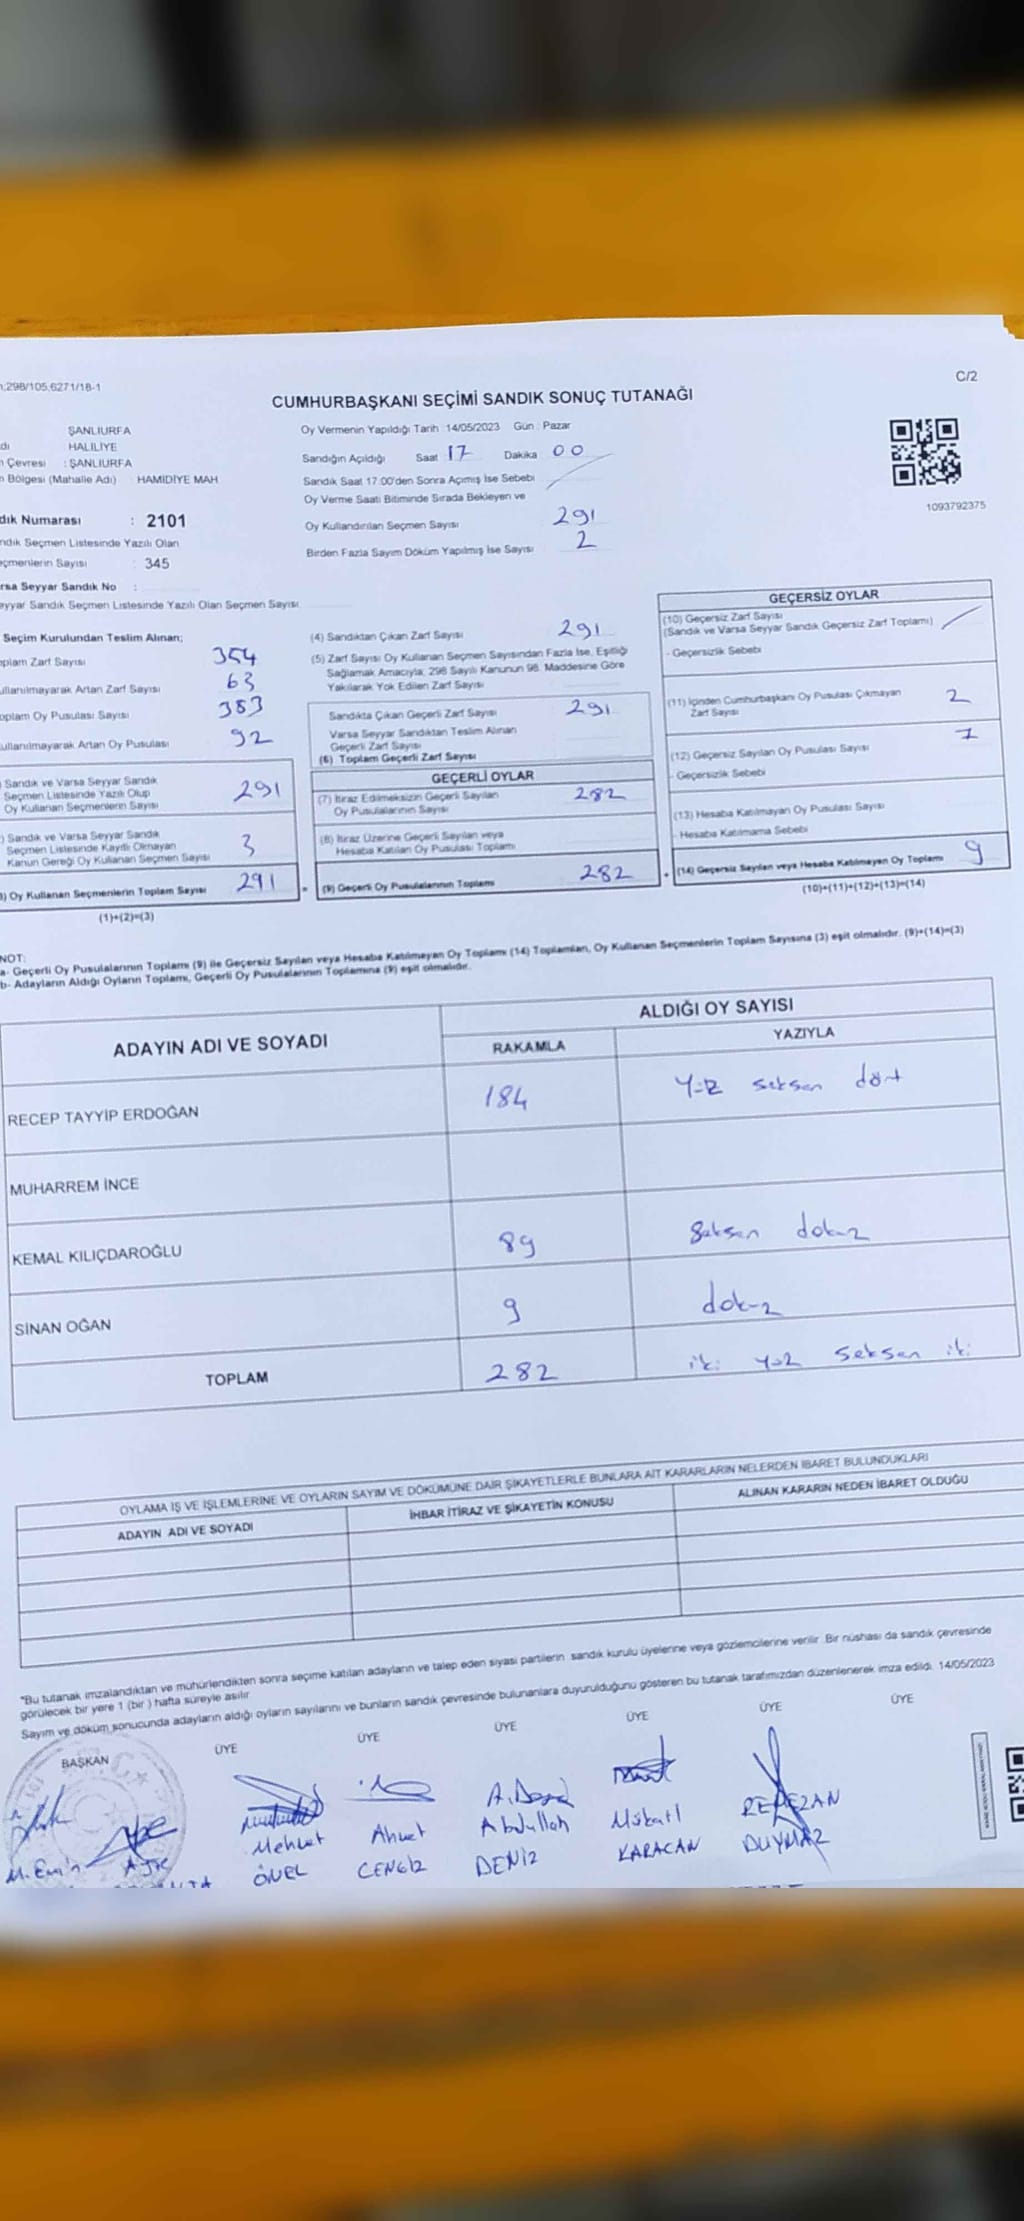 :298/105;6271/18-1
C/2
CUMHURBAŞKANI SEÇİMİ SANDIK SONUÇ TUTANAĞI
ŞANLIURFA
dı HALİLİYE
Çevresi : ŞANLIURFA
Bölgesi (Mahalle Adı) HAMİDİYE MAH
dık Numarası : 2101
ndık Seçmen Listesinde Yazılı Olan
eçmenlerin Sayısı : 345
rsa Seyyar Sandık No :
eyyar Sandık Seçmen Listesinde Yazılı Olan Seçmen Sayısı
Oy Vermenin Yapıldığı Tarih :14/05/2023 Gün : Pazar
Sandığın Açıldığı Saat 17 Dakika 00
Sandık Saat 17:00'den Sonra Açımış İse Sebebi
Oy Verme Saati Bitiminde Sırada Bekleyen ve
Oy Kullandırılan Seçmen Sayısı 291
Birden Fazla Sayım Döküm Yapılmış İse Sayısı 2
1093792375
Seçim Kurulundan Teslim Alınan;
plam Zarf Sayısı 354
ullanılmayarak Artan Zarf Sayısı 63
oplam Oy Pusulası Sayısı 383
ullanılmayarak Artan Oy Pusulası 92
Sandık ve Varsa Seyyar Sandık
Seçmen Listesinde Yazılı Olup
Oy Kullanan Seçmenlerin Sayısı 291
) Sandık ve Varsa Seyyar Sandık
Seçmen Listesinde Kayıtlı Olmayan
Kanun Gereği Oy Kullanan Seçmen Sayısı 3
) Oy Kullanan Seçmenlerin Toplam Sayısı 291
(1)+(2)=(3)
(4) Sandıktan Çıkan Zarf Sayısı 291
(5) Zarf Sayısı Oy Kullanan Seçmen Sayısından Fazla İse, Eşitliği
Sağlamak Amacıyla; 298 Sayılı Kanunun 98. Maddesine Göre
Yakılarak Yok Edilen Zarf Sayısı
Sandıkta Çıkan Geçerli Zarf Sayısı 291
Varsa Seyyar Sandıktan Teslim Alınan
Geçerli Zarf Sayısı
(6) Toplam Geçerli Zarf Sayısı
GEÇERLİ OYLAR
(7) İtiraz Edilmeksizin Geçerli Sayılan
Oy Pusulalarının Sayısı 282
(8) İtiraz Üzerine Geçerli Sayılan veya
Hesaba Katılan Oy Pusulası Toplamı
(9) Geçerli Oy Pusulalarının Toplamı 282
GEÇERSİZ OYLAR
(10) Geçersiz Zarf Sayısı
(Sandık ve Varsa Seyyar Sandık Geçersiz Zarf Toplamı)
- Geçersizlik Sebebi
(11) İçinden Cumhurbaşkanı Oy Pusulası Çıkmayan
Zarf Sayısı 2
(12) Geçersiz Sayılan Oy Pusulası Sayısı 7
- Geçersizlik Sebebi
(13) Hesaba Katılmayan Oy Pusulası Sayısı
- Hesaba Katılmama Sebebi
(14) Geçersiz Sayılan veya Hesaba Katılmayan Oy Toplamı 9
(10)+(11)+(12)+(13)=(14)
NOT:
a- Geçerli Oy Pusulalarının Toplamı (9) ile Geçersiz Sayılan veya Hesaba Katılmayan Oy Toplamı (14) Toplamları, Oy Kullanan Seçmenlerin Toplam Sayısına (3) eşit olmalıdır. (9)+(14)=(3)
b- Adayların Aldığı Oyların Toplamı, Geçerli Oy Pusulalarının Toplamına (9) eşit olmalıdır.
ADAYIN ADI VE SOYADI ALDIĞI OY SAYISI
RAKAMLA YAZIYLA
RECEP TAYYİP ERDOĞAN 184 Yüz seksen dört
MUHARREM İNCE
KEMAL KILIÇDAROĞLU 89 Seksen dokuz
SİNAN OĞAN 9 dokuz
TOPLAM 282 iki yüz seksen iki
OYLAMA İŞ VE İŞLEMLERİNE VE OYLARIN SAYIM VE DÖKÜMÜNE DAİR ŞİKAYETLERLE BUNLARA AİT KARARLARIN NELERDEN İBARET BULUNDUKLARI
ADAYIN ADI VE SOYADI İHBAR İTİRAZ VE ŞİKAYETİN KONUSU ALINAN KARARIN NEDEN İBARET OLDUĞU
"Bu tutanak imzalandıktan ve mühürlendikten sonra seçime katılan adayların ve talep eden siyasi partilerin sandık kurulu üyelerine veya gözlemcilerine verilir. Bir nüshası da sandık çevresinde
görülecek bir yere 1 (bir ) hafta süreyle asılır.
Sayım ve döküm sonucunda adayların aldığı oyların sayılarını ve bunların sandık çevresinde bulunanlara duyurulduğunu gösteren bu tutanak tarafımızdan düzenlenerek imza edildi. 14/05/2023
BAŞKAN ÜYE ÜYE ÜYE ÜYE ÜYE ÜYE
M. Emin
Mehmet Ahmet Abdullah Mükail RAMAZAN
ÖNEL CENGİZ DENİZ KARACAN DUYMAZ